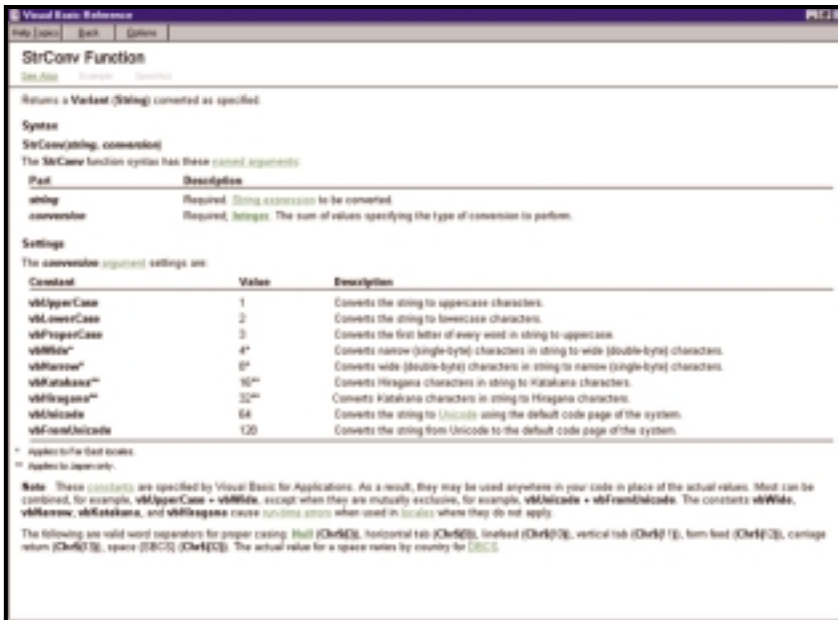 Visual Basic Reference
Help Topics Back Options
StrConv Function
See Also Example Specifics
Returns a Variant (String) converted as specified.
Syntax
StrConv(string, conversion)
The StrConv function syntax has these named arguments:
Part Description
string Required. String expression to be converted.
conversion Required; Integer. The sum of values specifying the type of conversion to perform.
Settings
The conversion argument settings are:
Constant Value Description
vbUpperCase 1 Converts the string to uppercase characters.
vbLowerCase 2 Converts the string to lowercase characters.
vbProperCase 3 Converts the first letter of every word in string to uppercase.
vbWide* 4* Converts narrow (single-byte) characters in string to wide (double-byte) characters.
vbNarrow* 8* Converts wide (double-byte) characters in string to narrow (single-byte) characters.
vbKatakana** 16** Converts Hiragana characters in string to Katakana characters.
vbHiragana** 32** Converts Katakana characters in string to Hiragana characters.
vbUnicode 64 Converts the string to Unicode using the default code page of the system.
vbFromUnicode 128 Converts the string from Unicode to the default code page of the system.
* Applies to Far East locales.
** Applies to Japan only.
Note These constants are specified by Visual Basic for Applications. As a result, they may be used anywhere in your code in place of the actual values. Most can be
combined, for example, vbUpperCase + vbWide, except when they are mutually exclusive, for example, vbUnicode + vbFromUnicode. The constants vbWide,
vbNarrow, vbKatakana, and vbHiragana cause run-time errors when used in locales where they do not apply.
The following are valid word separators for proper casing: Null (Chr$(0)), horizontal tab (Chr$(9)), linefeed (Chr$(10)), vertical tab (Chr$(11)), form feed (Chr$(12)), carriage
return (Chr$(13)), space (SBCS) (Chr$(32)). The actual value for a space varies by country for DBCS.